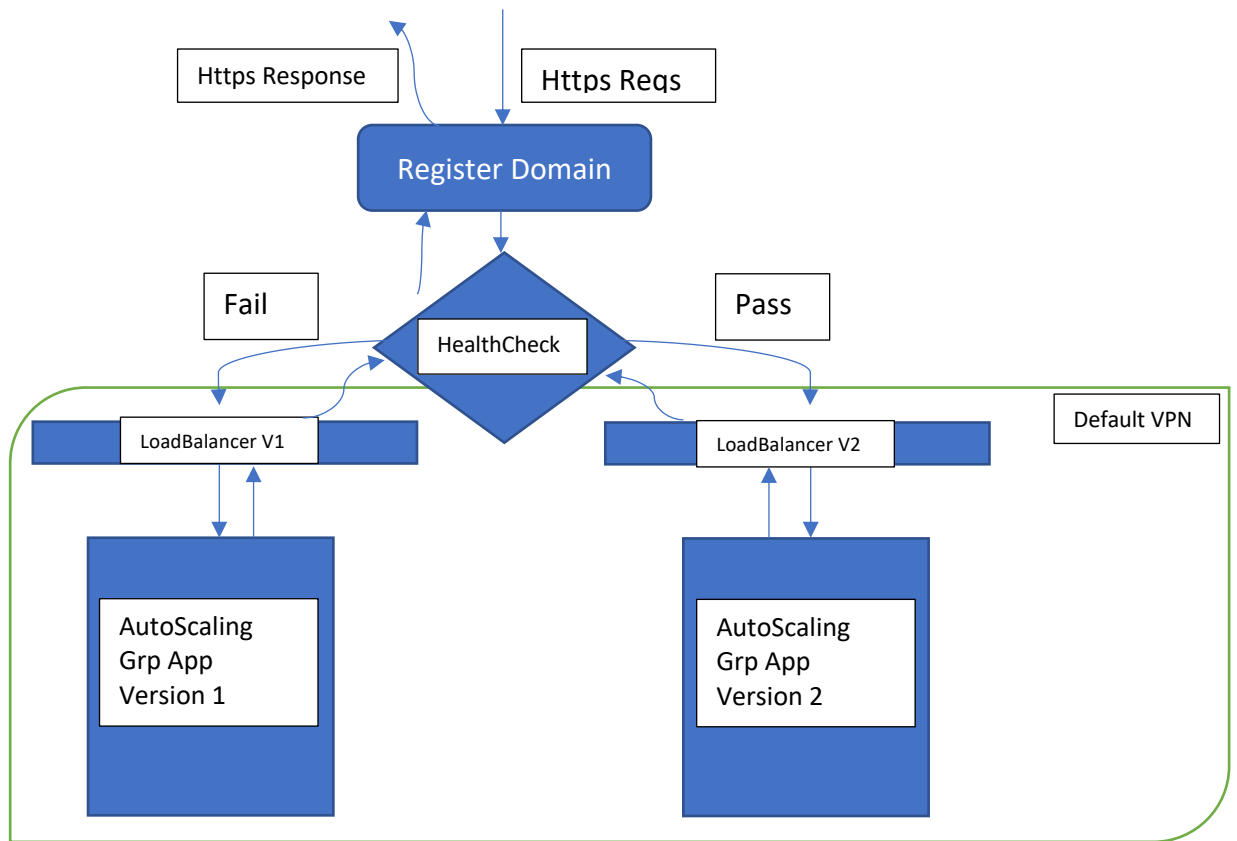 Https Response
Https Reqs
Register Domain
Fail
Pass
HealthCheck
Default VPN
LoadBalancer V1
LoadBalancer V2
AutoScaling
Grp App
Version 1
AutoScaling
Grp App
Version 2